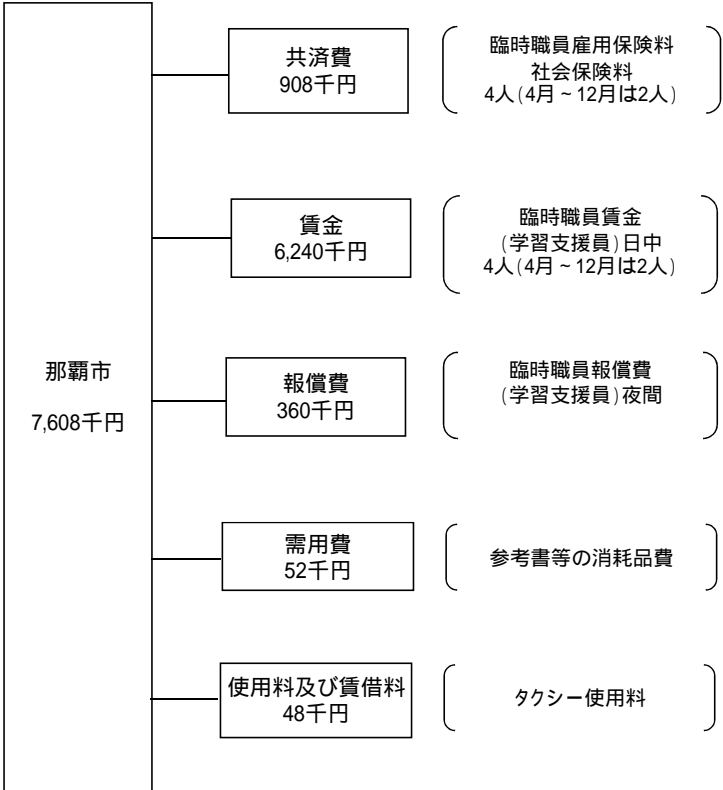 那覇市
7,608千円
共済費
908千円
臨時職員雇用保険料
社会保険料
4人(4月~12月は2人)
賃金
6,240千円
臨時職員賃金
(学習支援員)日中
4人(4月~12月は2人)
報償費
360千円
臨時職員報償費
(学習支援員)夜間
需用費
52千円
参考書等の消耗品費
使用料及び賃借料
48千円
タクシー使用料